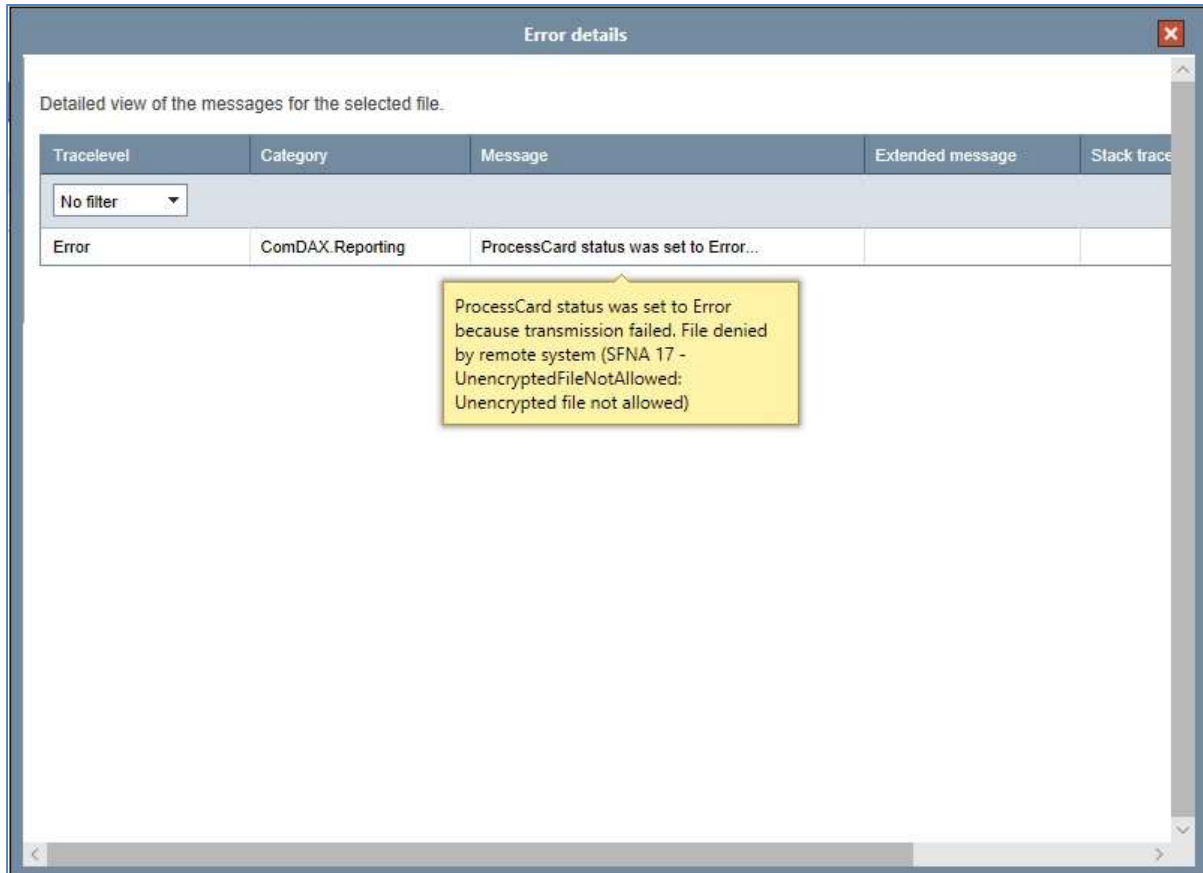 Error details
Detailed view of the messages for the selected file.
Tracelevel Category Message Extended message Stack trace
No filter
Error ComDAX.Reporting ProcessCard status was set to Error...
ProcessCard status was set to Error
because transmission failed. File denied
by remote system (SFNA 17 -
UnencryptedFileNotAllowed:
Unencrypted file not allowed)